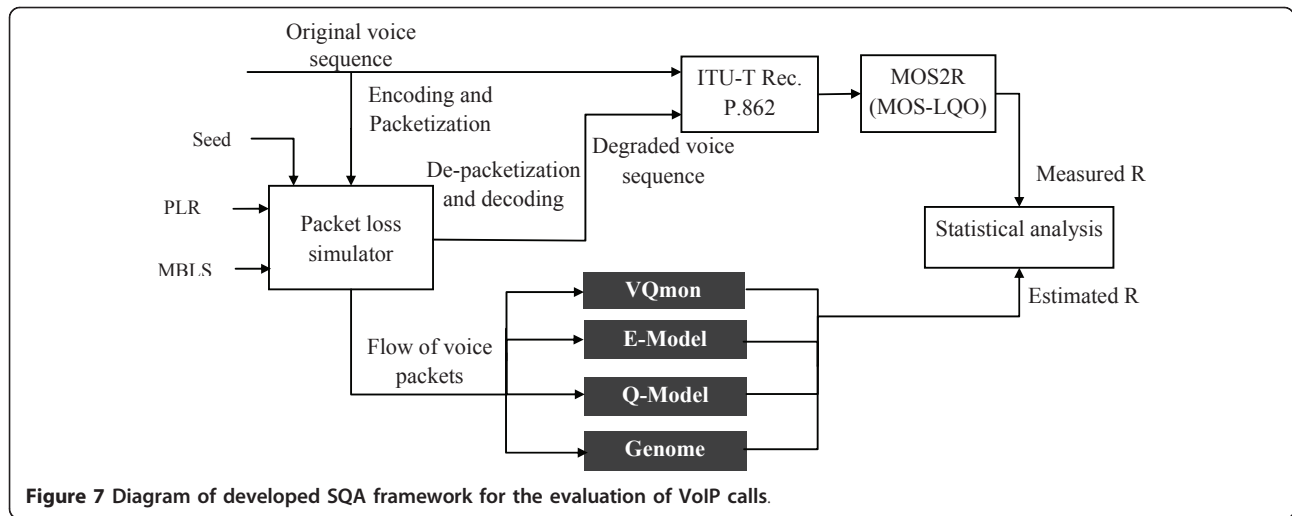 Original voice
sequence
Encoding and
Packetization
ITU-T Rec.
P.862
MOS2R
(MOS-LQO)
Seed
PLR
MBLS
Packet loss
simulator
De-packetization
and decoding
Degraded voice
sequence
Measured R
Statistical analysis
Estimated R
Flow of voice
packets
VQmon
E-Model
Q-Model
Genome
Figure 7 Diagram of developed SQA framework for the evaluation of VoIP calls.